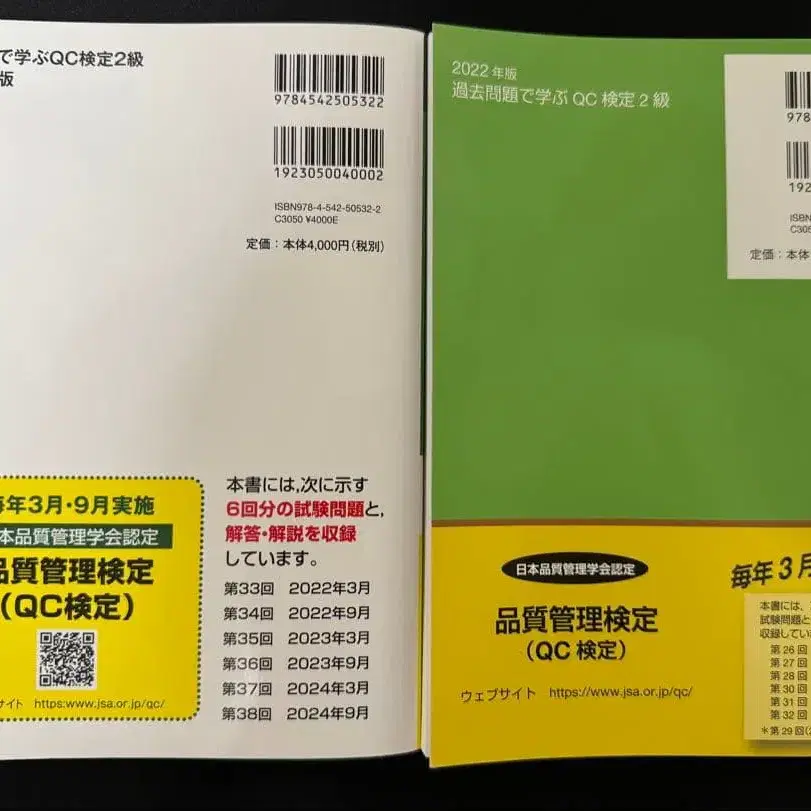 で学ぶQC検定2級
版
9784542505322
1923050040002
ISBN978-4-542-50532-2
C3050 ¥4000E
定価：本体4,000円（税別）
毎年3月・9月実施
本品質管理学会認定
品質管理検定
（QC検定）
サイト https:www.jsa.or.jp/qc/
本書には,次に示す
6回分の試験問題と,
解答・解説を収録
しています。
第33回 2022年3月
第34回 2022年9月
第35回 2023年3月
第36回 2023年9月
第37回 2024年3月
第38回 2024年9月
2022年版
過去問題で学ぶQC検定2級
978
192
ISBN
C305
定価：本体
日本品質管理学会認定
毎年3月
品質管理検定
（QC検定）
ウェブサイト https://www.jsa.or.jp/qc/
本書には、
試験問題と
収録してい
第26回
第27回
第28回
第30回
第31回
第32回
＊第29回(2